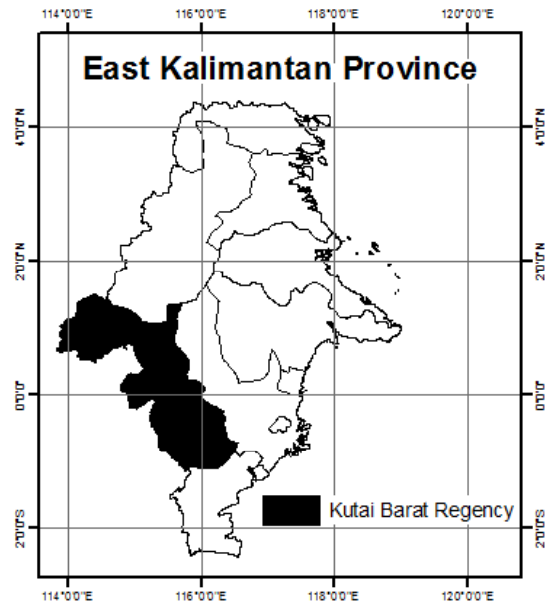 114°0'0"E 116°0'0"E 118°0'0"E 120°0'0"E
East Kalimantan Province
4°0'0"N 4°0'0"N
2°0'0"N 2°0'0"N
0°0'0" 0°0'0"
Kutai Barat Regency
2°0'0"S 2°0'0"S
114°0'0"E 116°0'0"E 118°0'0"E 120°0'0"E